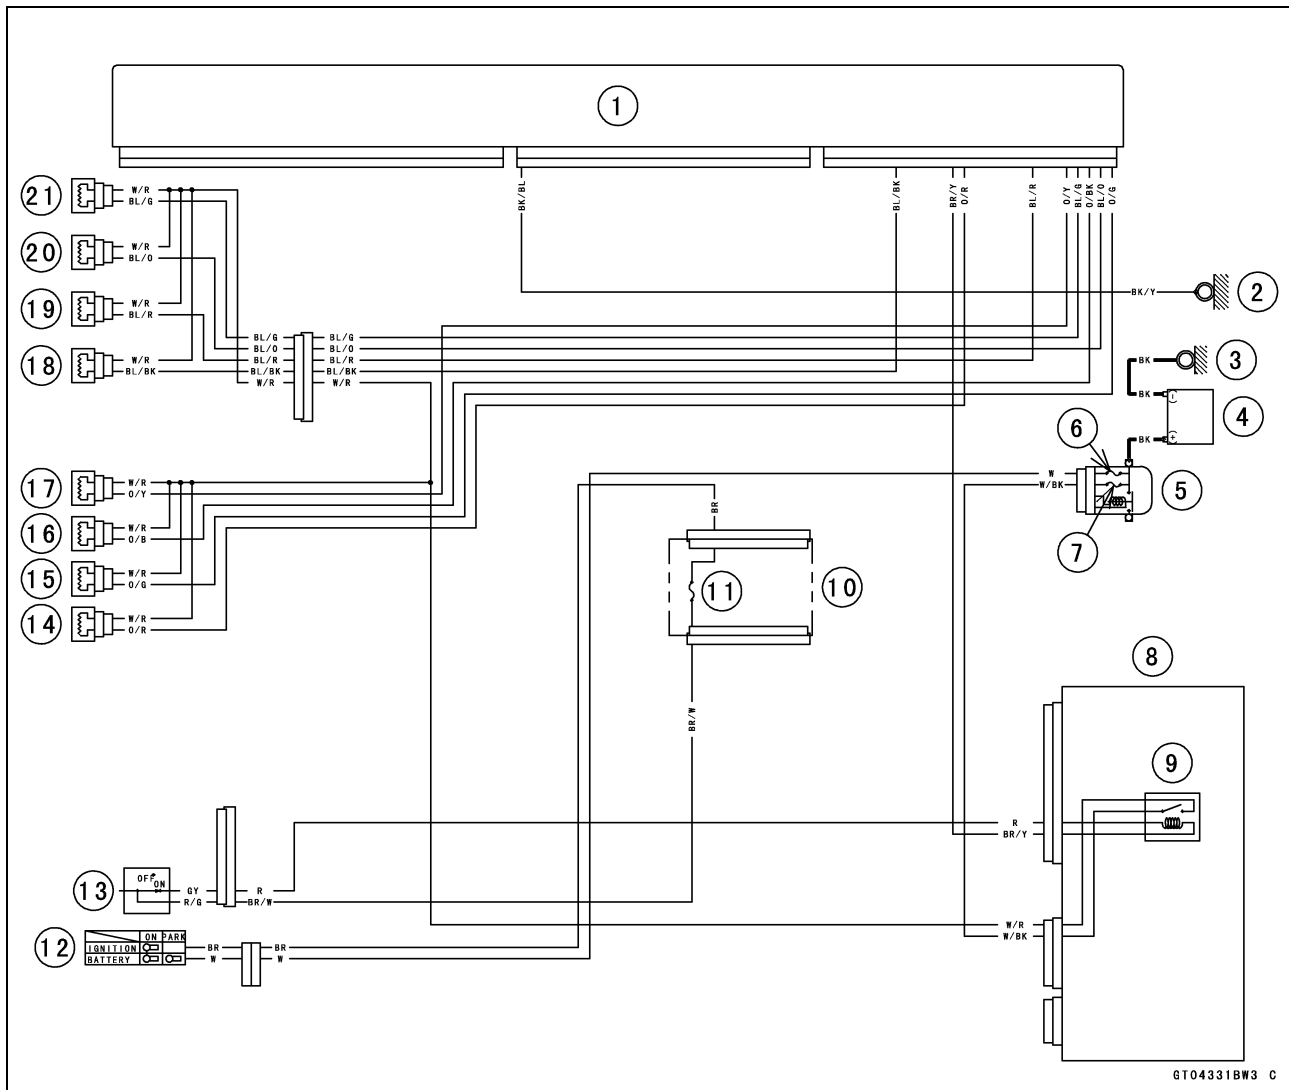 1
21
W/R
BL/G
20
W/R
BL/O
19
W/R
BL/R
18
W/R
BL/BK
BK/BL
BL/BK
BR/Y
O/R
BL/R
O/Y
BL/G
O/BK
BL/O
O/G
BK/Y
2
BL/G BL/G
BL/O BL/O
BL/R BL/R
BL/BK BL/BK
W/R W/R
BK
3
BK
(-)
4
BK
(+)
6
W
W/BK
5
7
17
W/R
O/Y
16
W/R
O/B
15
W/R
O/G
14
W/R
O/R
BR
11
10
8
BR/W
9
R
BR/Y
13
OFF
ON
GY R
R/G BR/W
W/R
W/BK
12
ON PARK
IGNITION
BATTERY
BR BR
W W
GT04331BW3 C